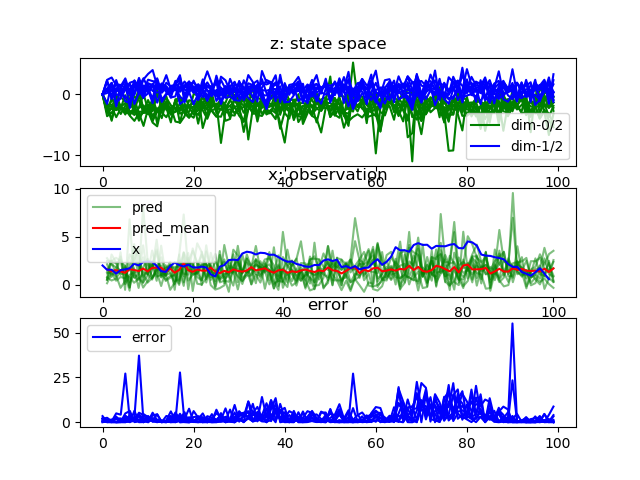 z: state space
0
−10
dim-0/2
dim-1/2
0 20 40 60 80 100
x: observation
10
5
0
pred
pred_mean
x
0 20 40 60 80 100
error
50
25
0
error
0 20 40 60 80 100